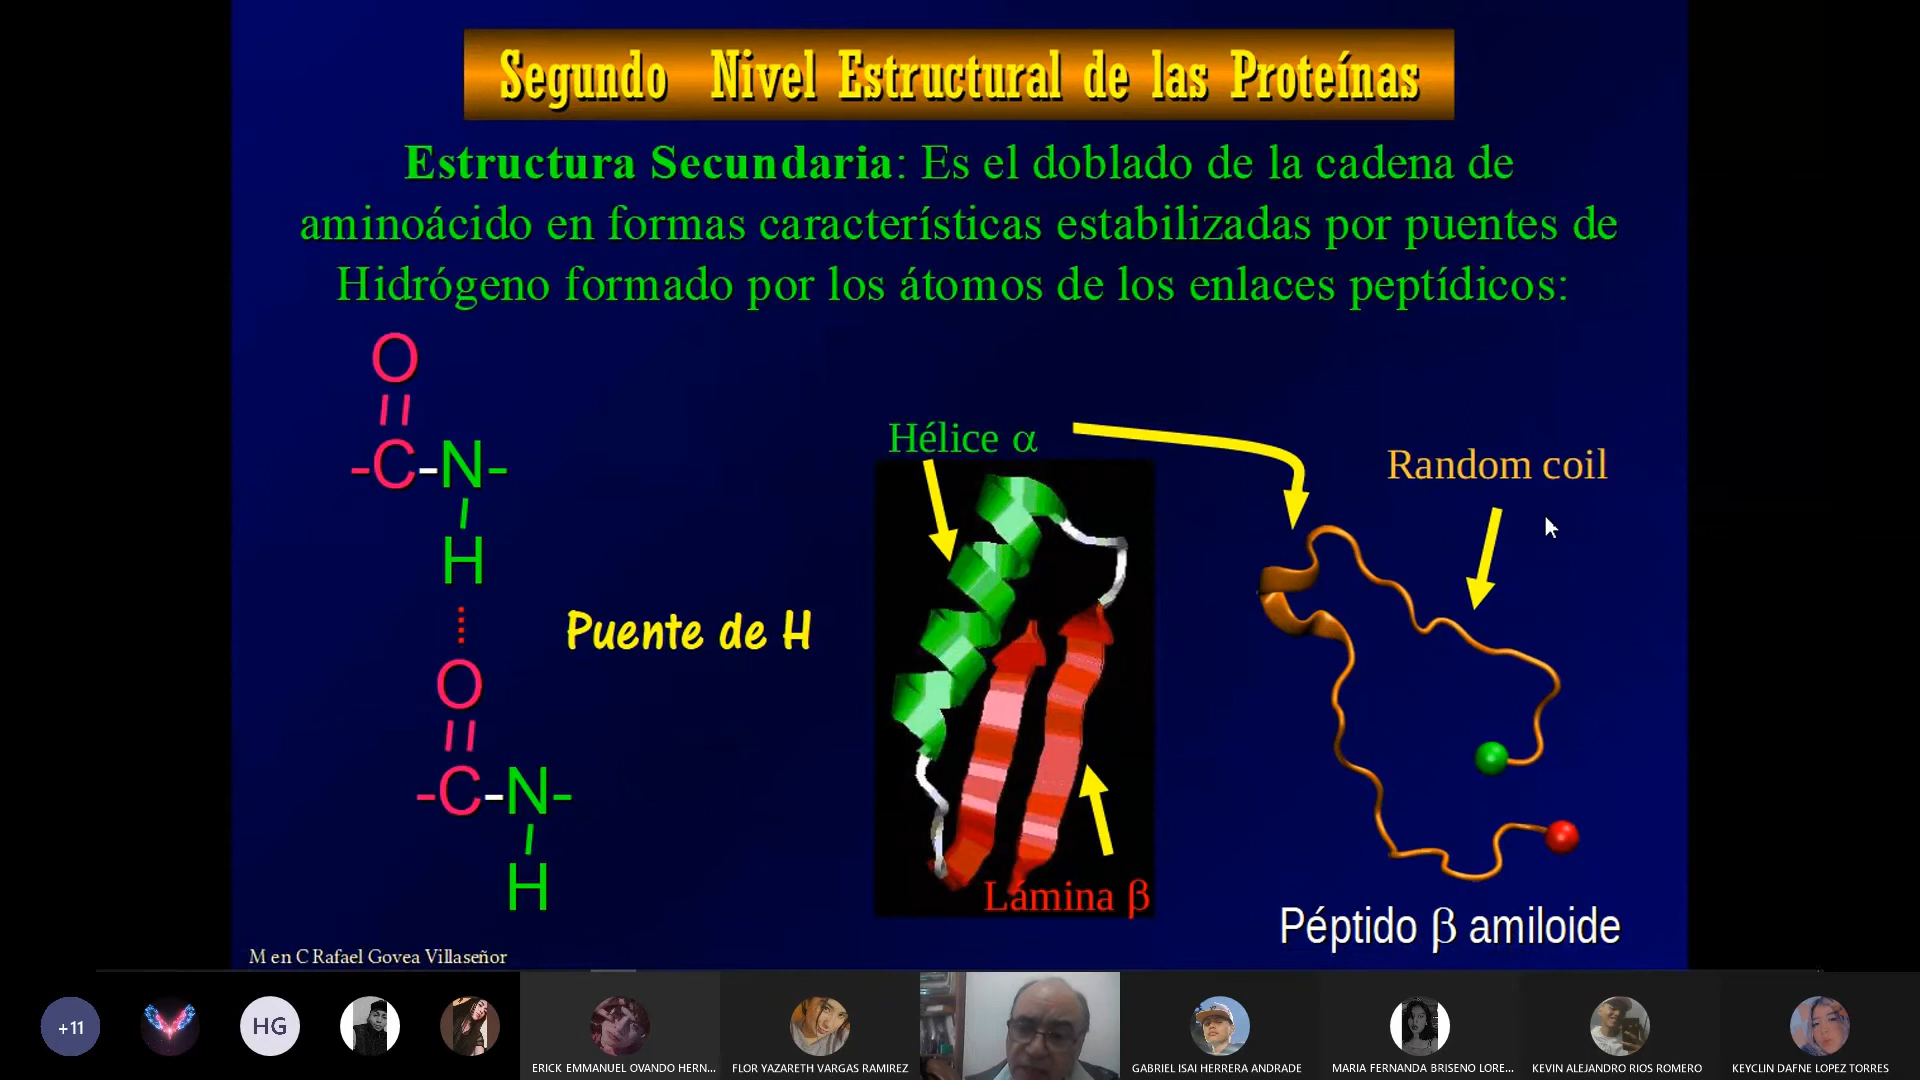 Segundo Nivel Estructural de las Proteínas
Estructura Secundaria: Es el doblado de la cadena de
aminoácido en formas características estabilizadas por puentes de
Hidrógeno formado por los átomos de los enlaces peptídicos:
O
-C-N-
H
O
-C-N-
H
Puente de H
Hélice α
Lámina β
Random coil
Péptido β amiloide
M en C Rafael Govea Villaseñor
+11
HG
ERICK EMMANUEL OVANDO HERN...
FLOR YAZARETH VARGAS RAMIREZ
GABRIEL ISAI HERRERA ANDRADE
MARIA FERNANDA BRISENO LORE...
KEVIN ALEJANDRO RIOS ROMERO
KEYCLIN DAFNE LOPEZ TORRES